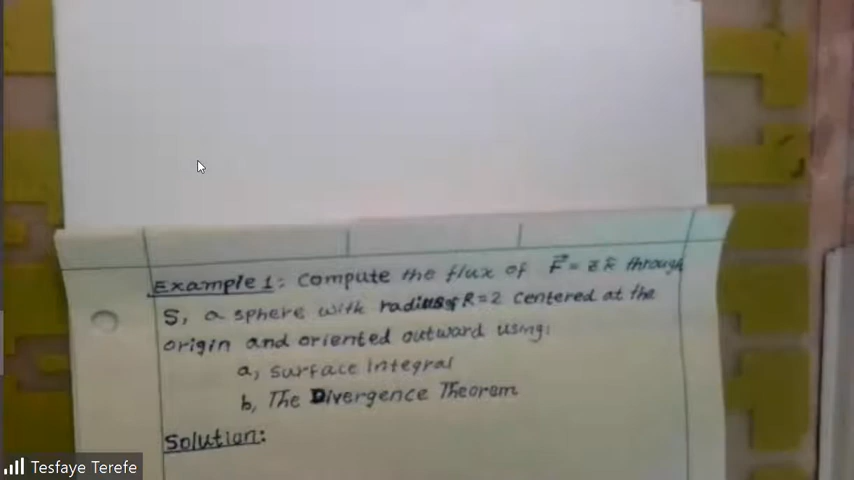 Example 1: Compute the flux of F⃗ = z k̂ through
S, a sphere with radius of R=2 centered at the
origin and oriented outward using:
a, Surface Integral
b, The Divergence Theorem
Solution:
Tesfaye Terefe